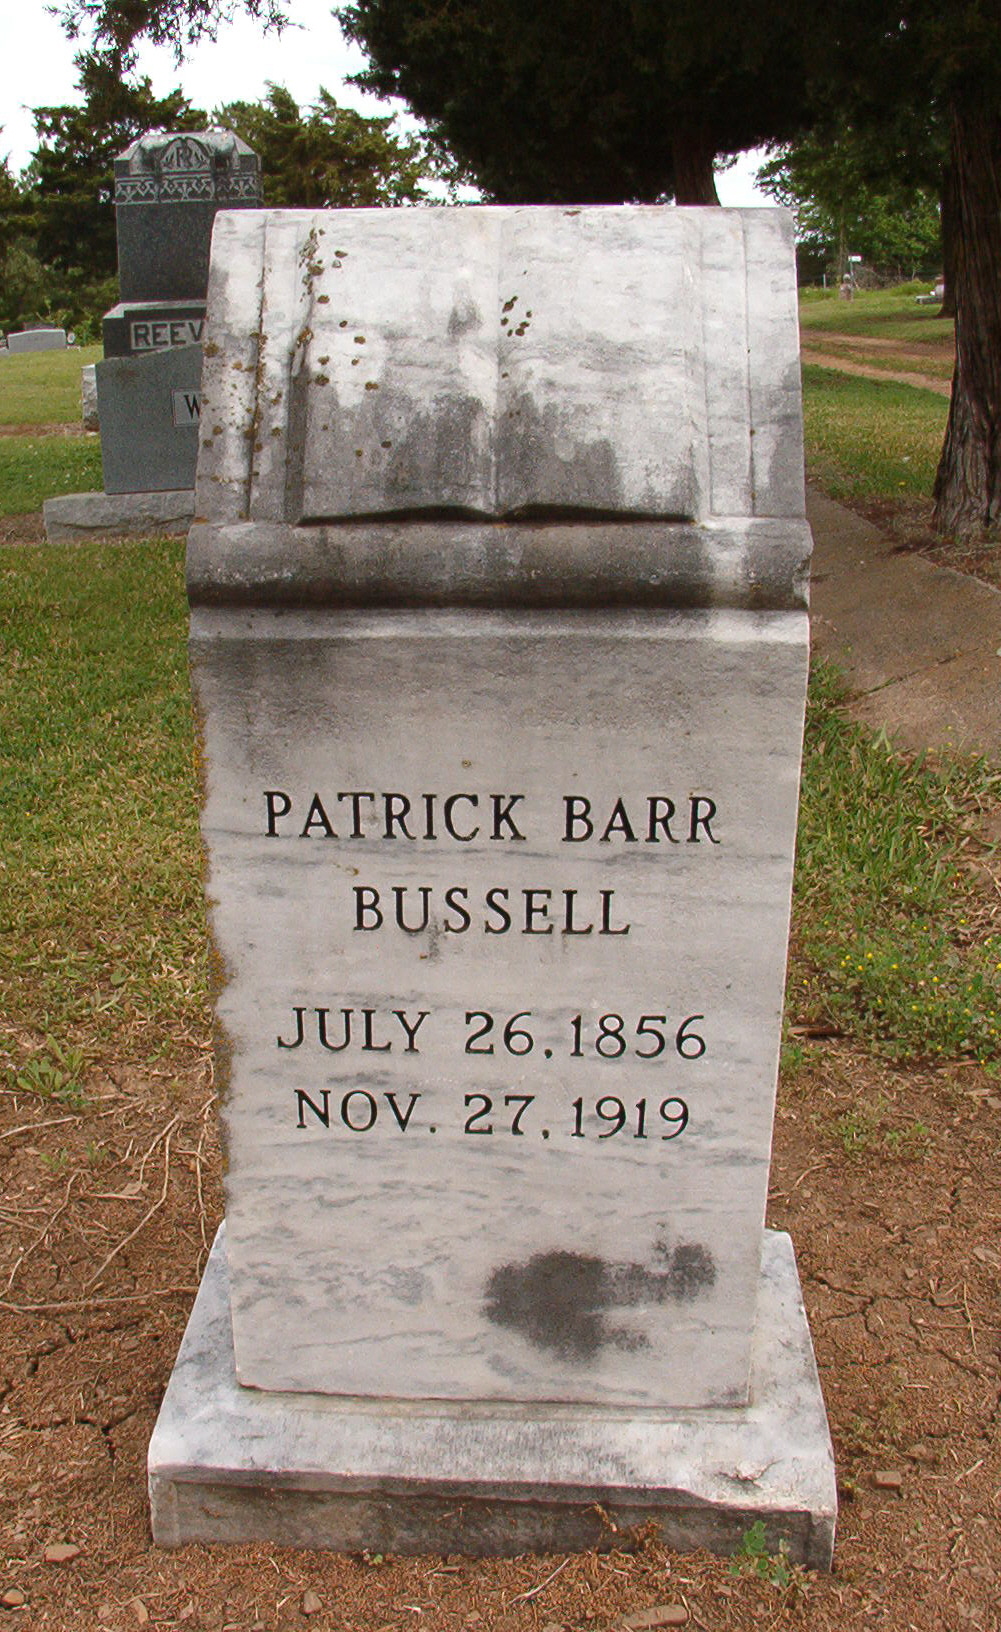 PATRICK BARR
BUSSELL
JULY 26, 1856
NOV. 27, 1919